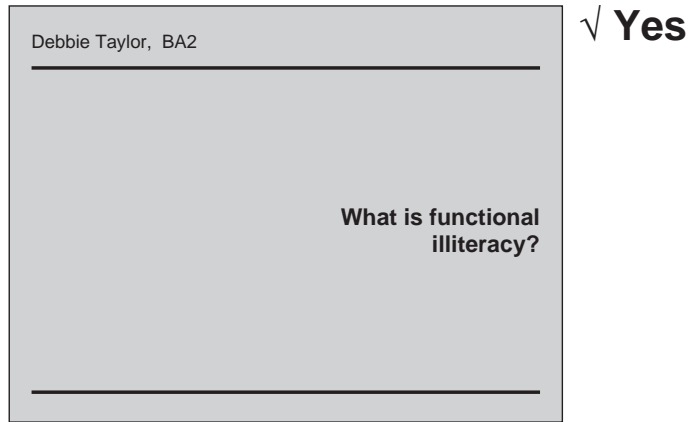 Debbie Taylor, BA2
√ Yes
What is functional
illiteracy?